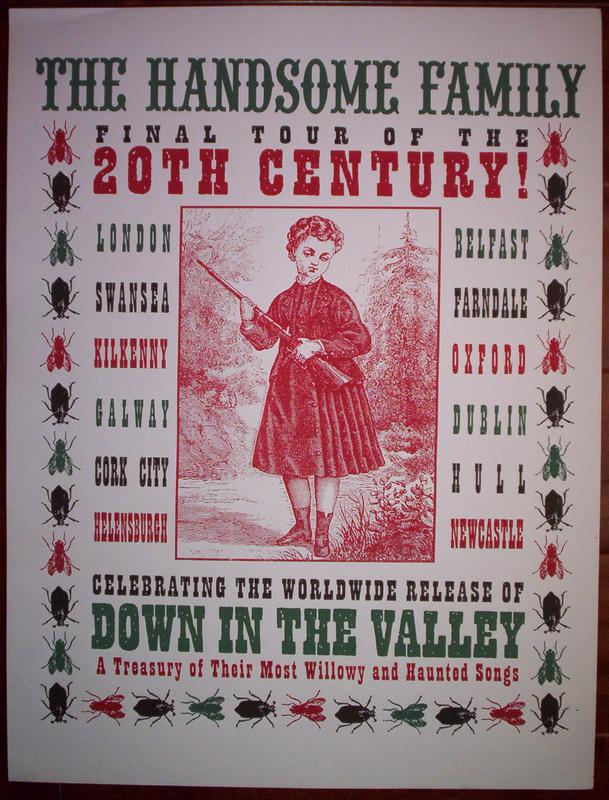 THE HANDSOME FAMILY
FINAL TOUR OF THE
20TH CENTURY!
LONDON
SWANSEA
KILKENNY
GALWAY
CORK CITY
HELENSBURGH
BELFAST
FARNDALE
OXFORD
DUBLIN
HULL
NEWCASTLE
CELEBRATING THE WORLDWIDE RELEASE OF
DOWN IN THE VALLEY
A Treasury of Their Most Willowy and Haunted Songs